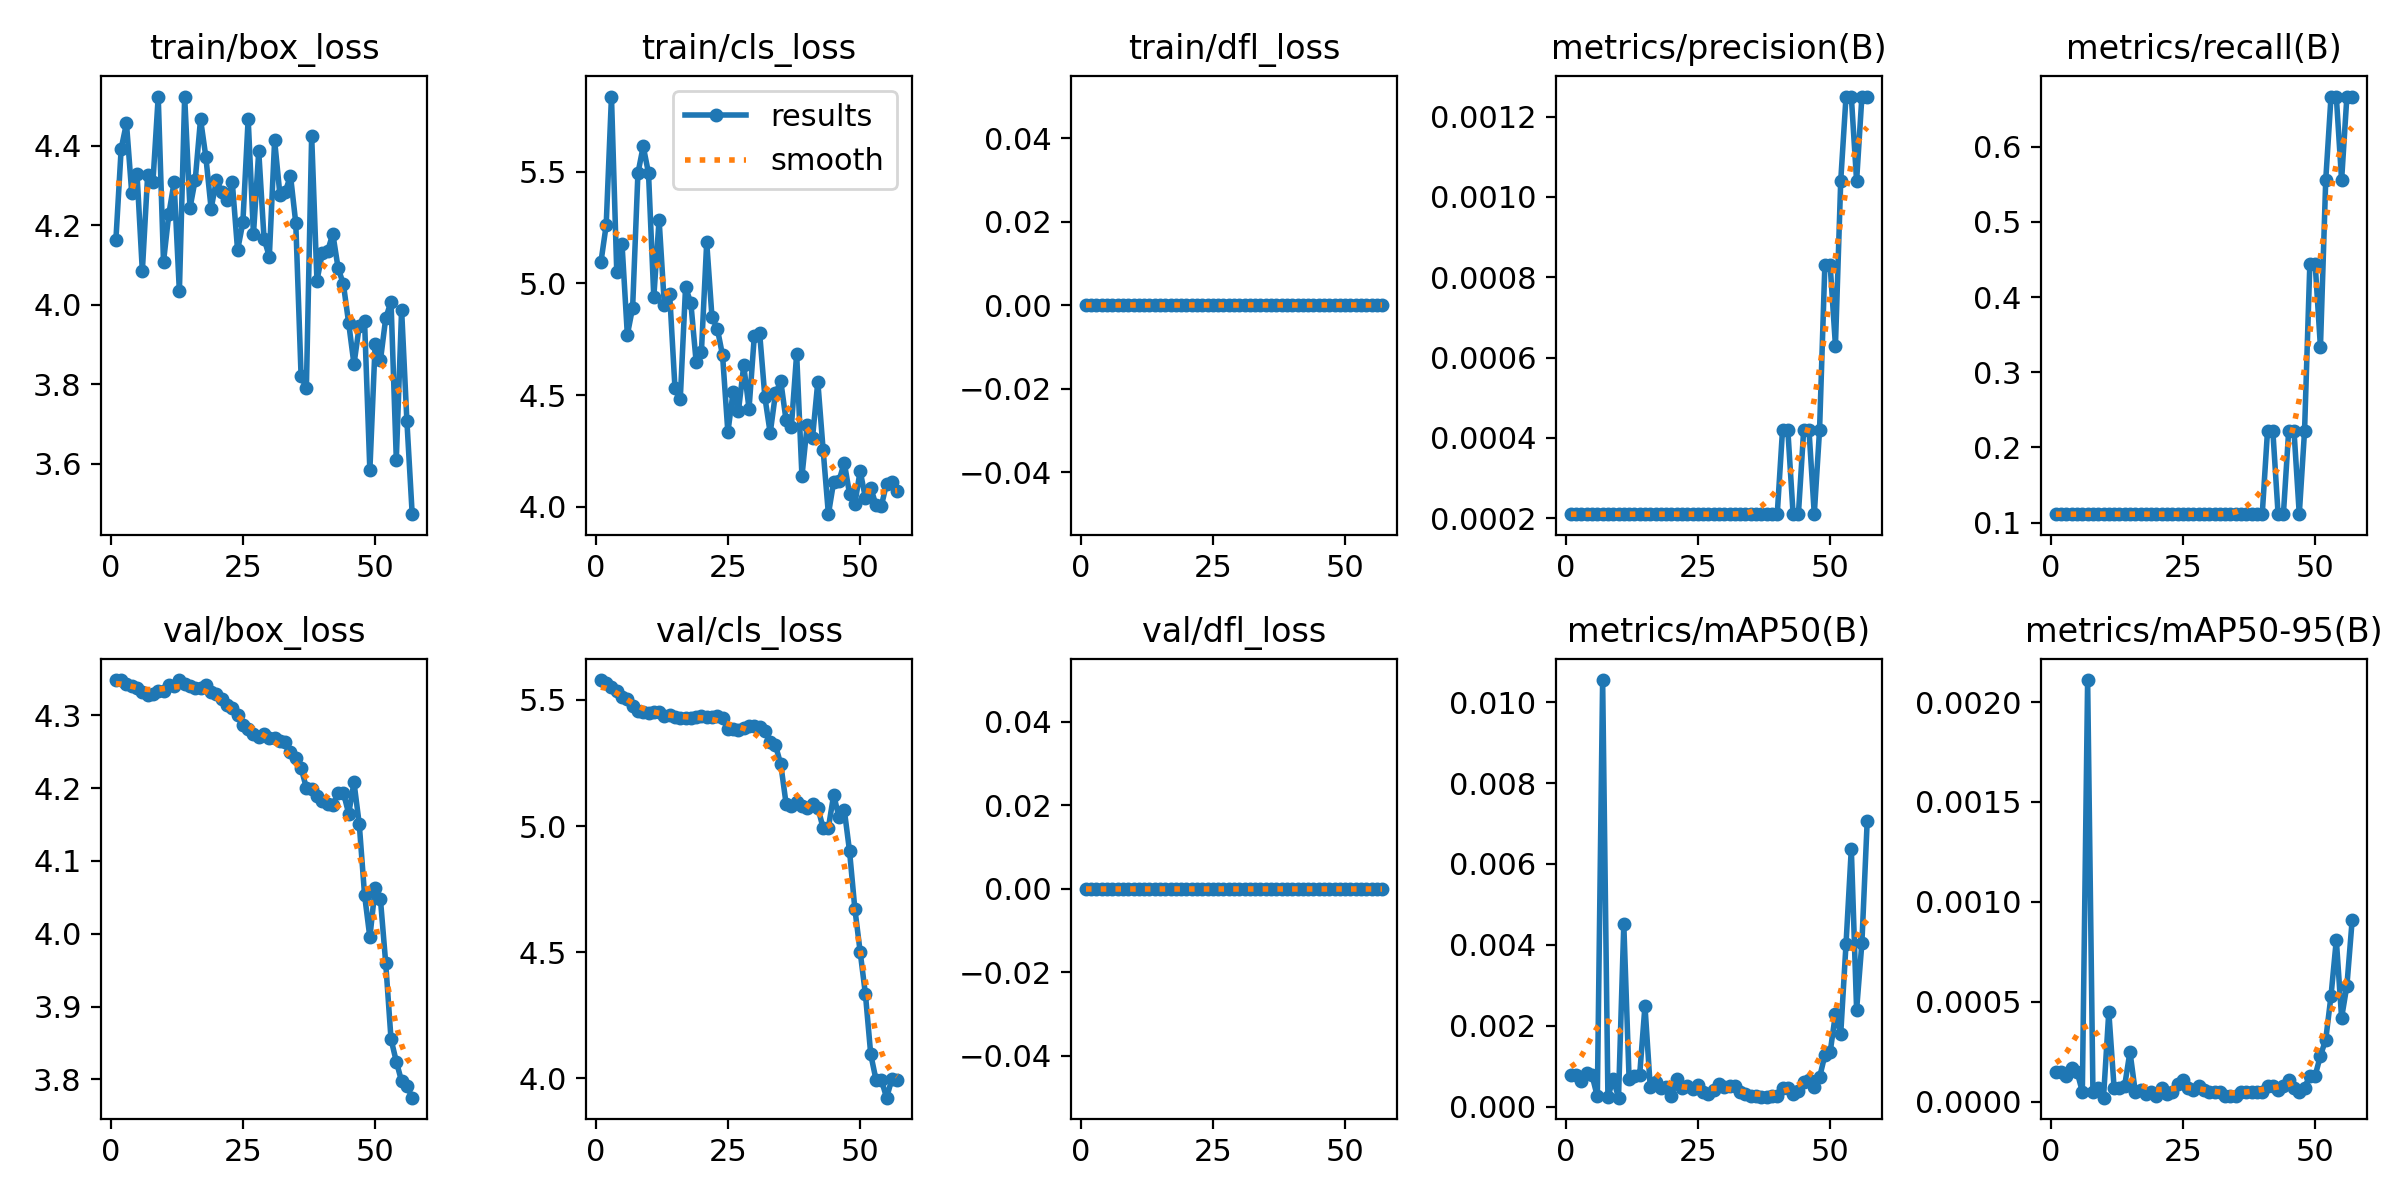 train/box_loss
train/cls_loss
train/dfl_loss
metrics/precision(B)
metrics/recall(B)
4.4
4.2
4.0
3.8
3.6
0 25 50
results
smooth
5.5
5.0
4.5
4.0
0 25 50
0.04
0.02
0.00
−0.02
−0.04
0 25 50
0.0012
0.0010
0.0008
0.0006
0.0004
0.0002
0 25 50
0.6
0.5
0.4
0.3
0.2
0.1
0 25 50
val/box_loss
val/cls_loss
val/dfl_loss
metrics/mAP50(B)
metrics/mAP50-95(B)
4.3
4.2
4.1
4.0
3.9
3.8
0 25 50
5.5
5.0
4.5
4.0
0 25 50
0.04
0.02
0.00
−0.02
−0.04
0 25 50
0.010
0.008
0.006
0.004
0.002
0.000
0 25 50
0.0020
0.0015
0.0010
0.0005
0.0000
0 25 50